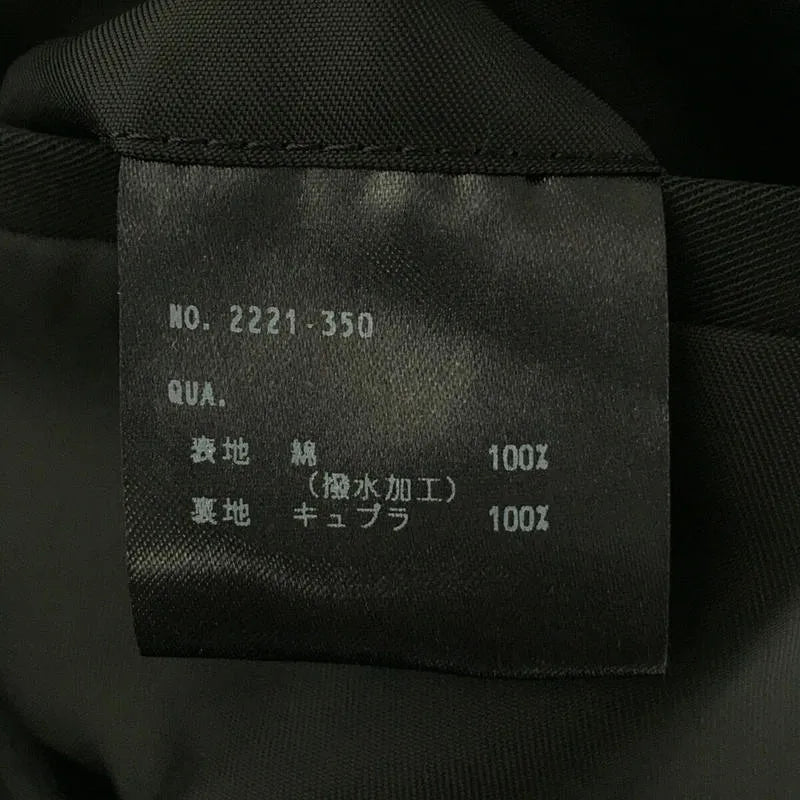 NO. 2221-350
QUA.
表地 綿 100%
(撥水加工)
裏地 キュプラ 100%